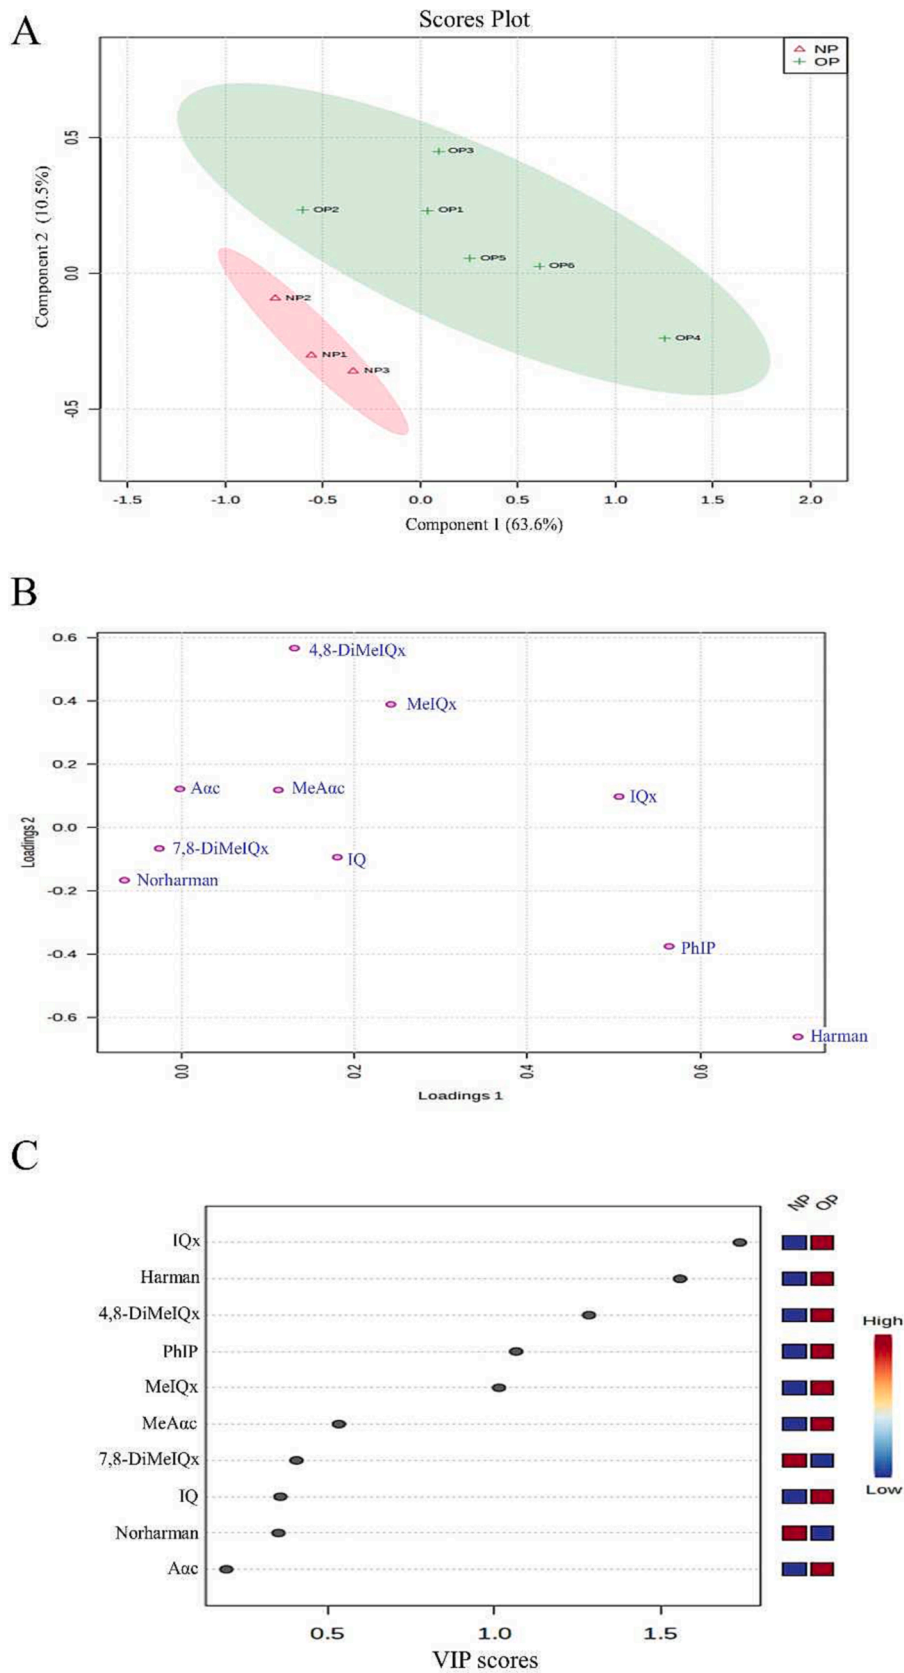 A
Scores Plot
NP
OP
0.5
0.0
-0.5
Component 2 (10.5%)
OP3
OP2
OP1
OP5
OP6
OP4
NP2
NP1
NP3
-1.5 -1.0 -0.5 0.0 0.5 1.0 1.5 2.0
Component 1 (63.6%)
B
0.6
0.4
0.2
0.0
-0.2
-0.4
-0.6
Loadings 2
4,8-DiMeIQx
MeIQx
Aαc
MeAαc
IQx
7,8-DiMeIQx
IQ
Norharman
PhIP
Harman
0.0 0.2 0.4 0.6
Loadings 1
C
Np Op
IQx
Harman
4,8-DiMeIQx
PhIP
MeIQx
MeAαc
7,8-DiMeIQx
IQ
Norharman
Aαc
High
Low
0.5 1.0 1.5
VIP scores